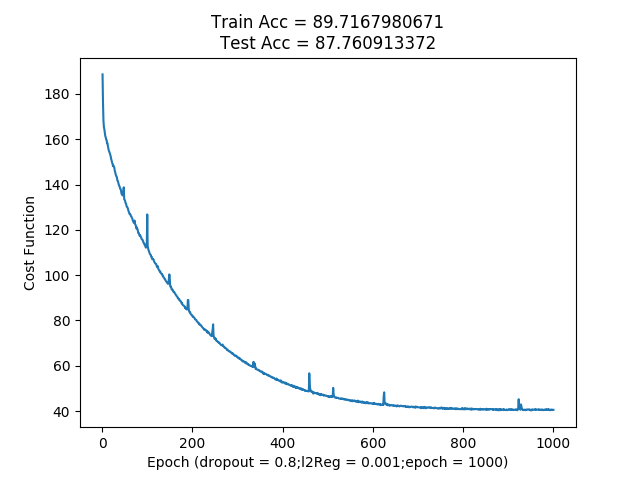 Train Acc = 89.7167980671
Test Acc = 87.760913372
180
160
140
120
100
80
60
40
Cost Function
0 200 400 600 800 1000
Epoch (dropout = 0.8;l2Reg = 0.001;epoch = 1000)